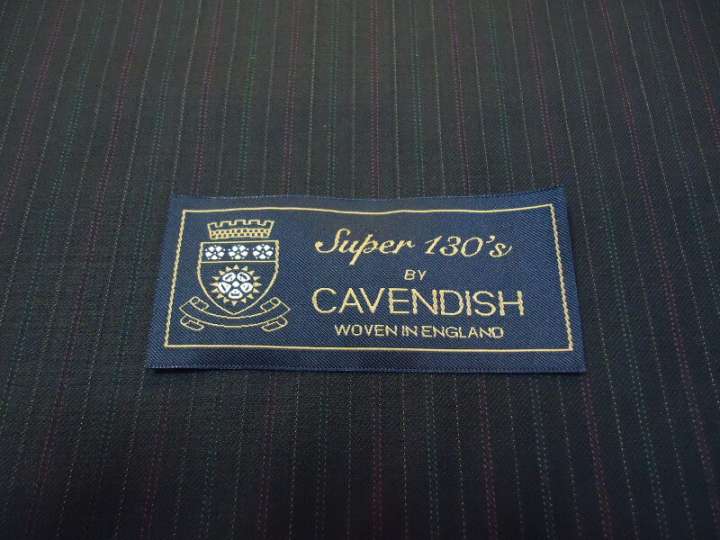 Super 130's
BY
CAVENDISH
WOVEN IN ENGLAND